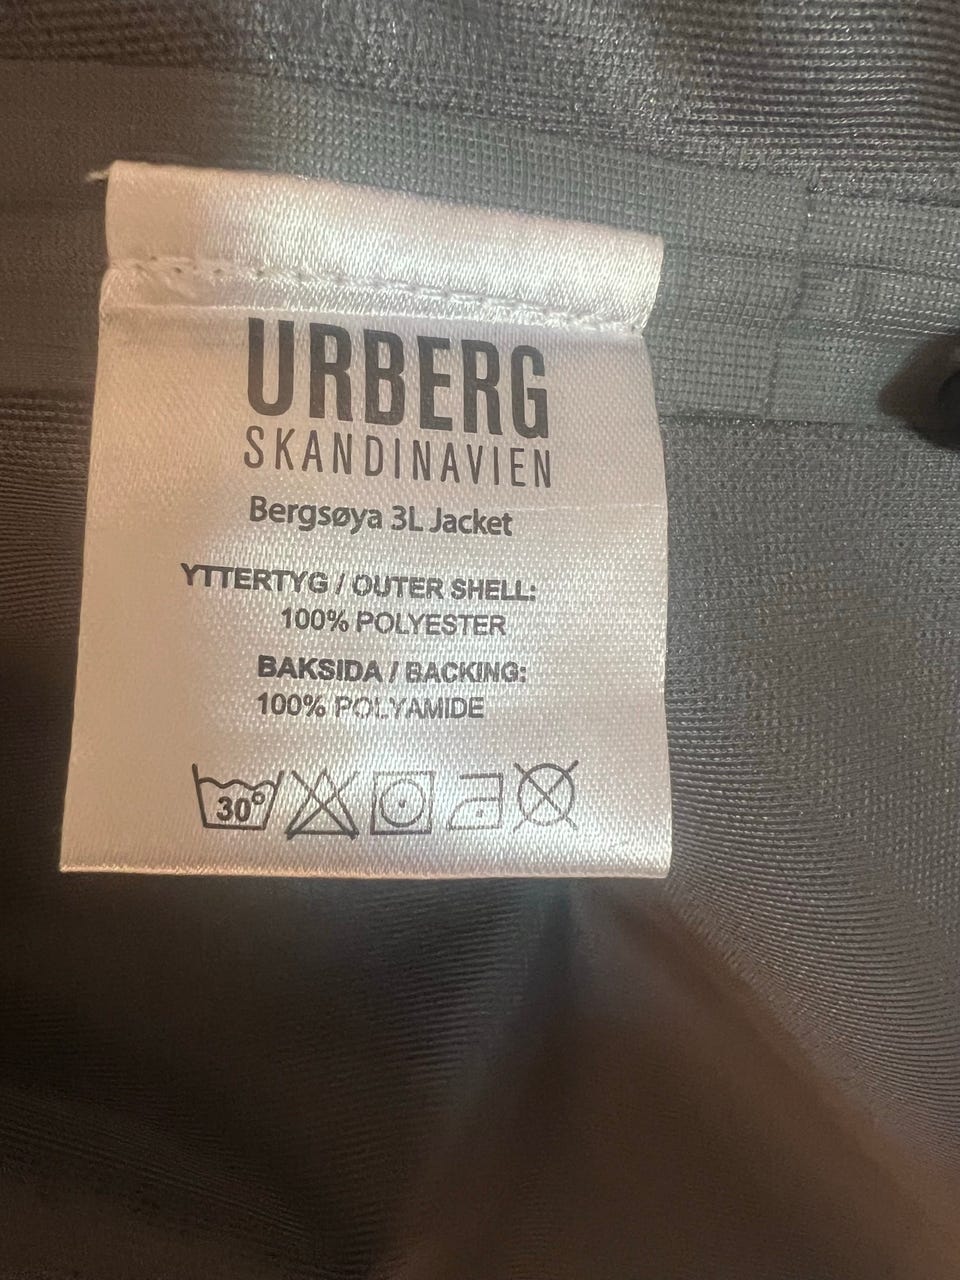 URBERG
SKANDINAVIEN
Bergsøya 3L Jacket
YTTERTYG / OUTER SHELL:
100% POLYESTER
BAKSIDA / BACKING:
100% POLYAMIDE
30°